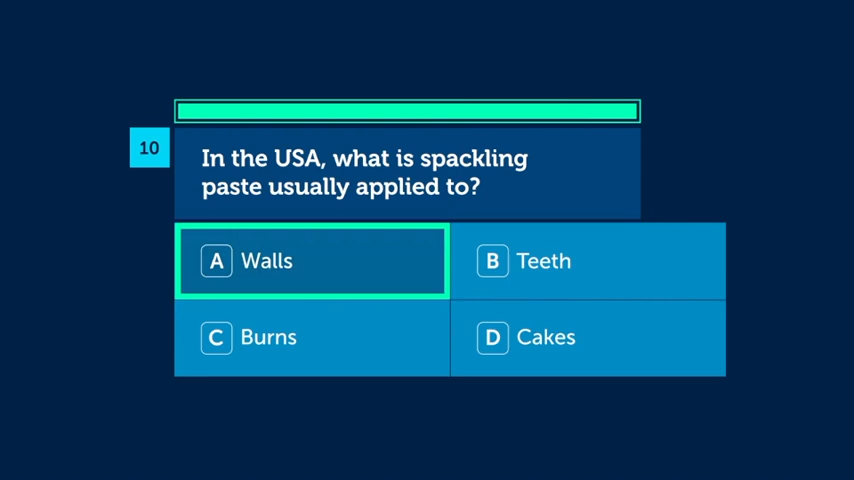 10
In the USA, what is spackling
paste usually applied to?
A Walls
B Teeth
C Burns
D Cakes